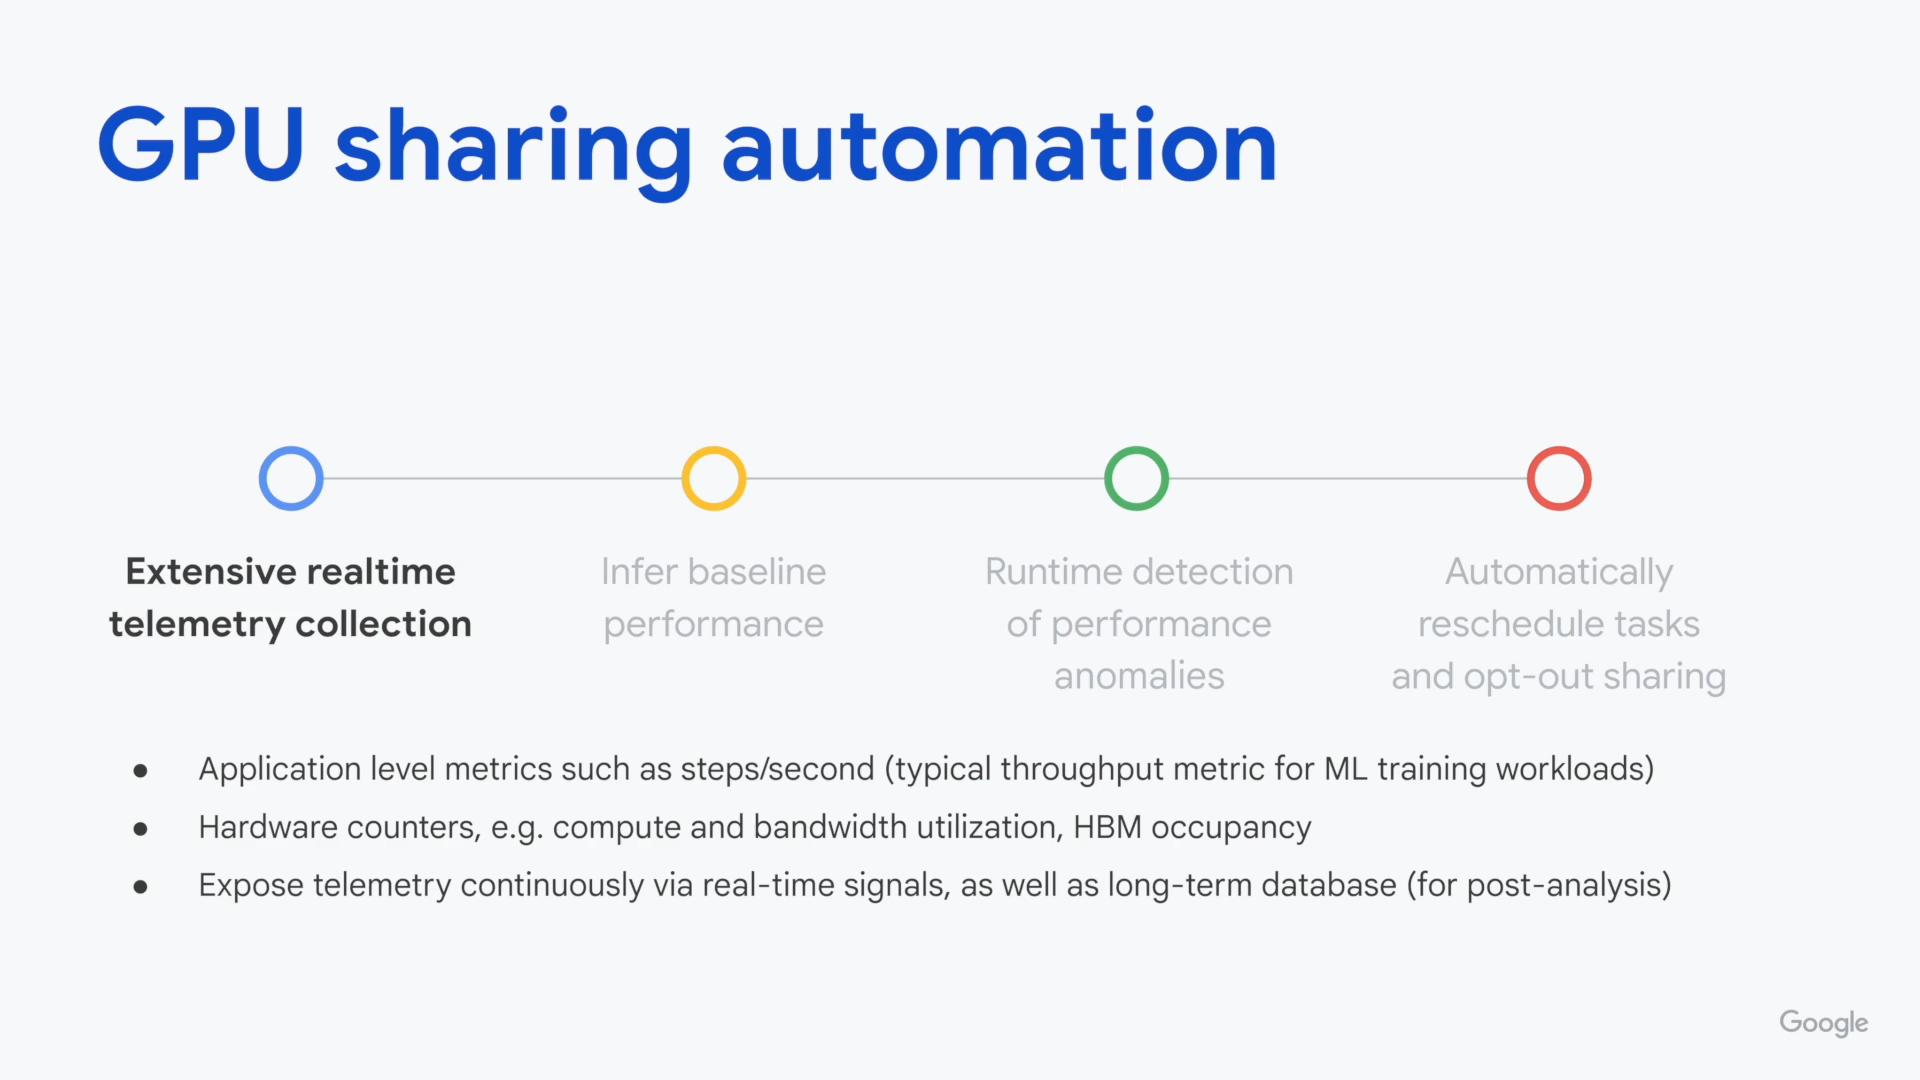 GPU sharing automation
Extensive realtime
telemetry collection
Infer baseline
performance
Runtime detection
of performance
anomalies
Automatically
reschedule tasks
and opt-out sharing
● Application level metrics such as steps/second (typical throughput metric for ML training workloads)
● Hardware counters, e.g. compute and bandwidth utilization, HBM occupancy
● Expose telemetry continuously via real-time signals, as well as long-term database (for post-analysis)
Google